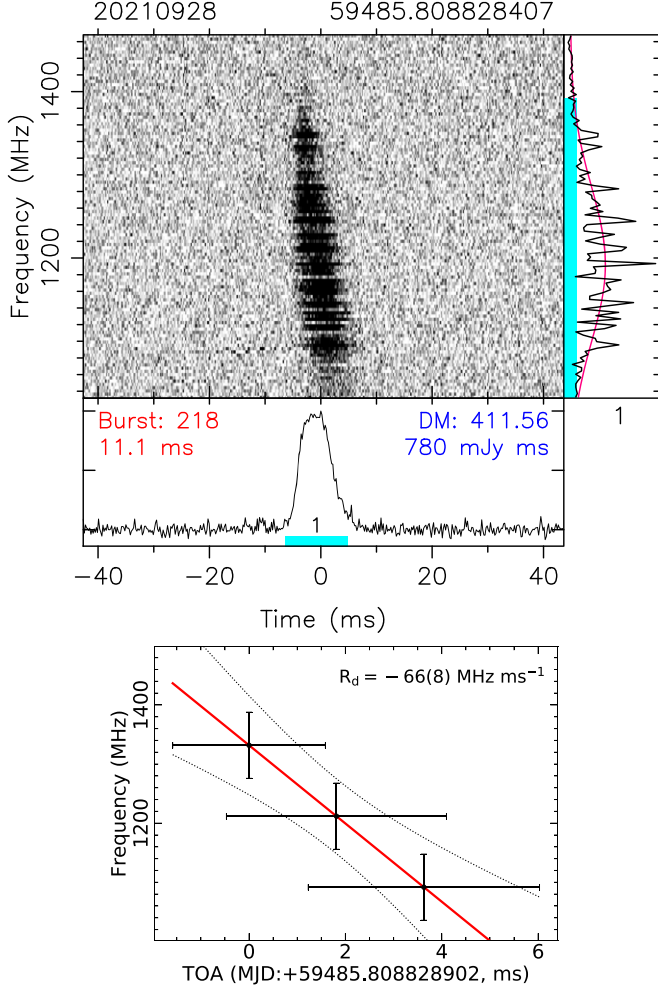 20210928 59485.808828407
1400
1200
Frequency (MHz)
Burst: 218 DM: 411.56
11.1 ms 780 mJy ms
1
1
−40 −20 0 20 40
Time (ms)
R_d = − 66(8) MHz ms⁻¹
1400
1200
Frequency (MHz)
0 2 4 6
TOA (MJD:+59485.808828902, ms)